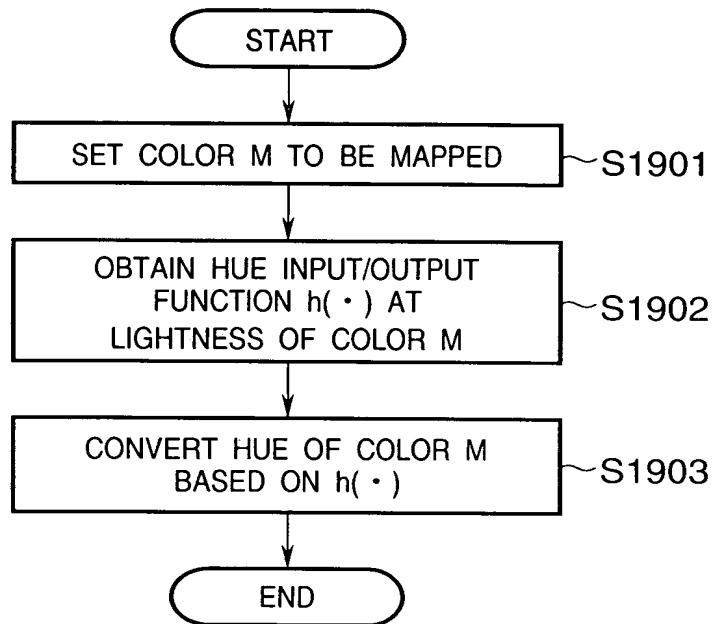 START
SET COLOR M TO BE MAPPED
S1901
OBTAIN HUE INPUT/OUTPUT
FUNCTION h(・) AT
LIGHTNESS OF COLOR M
S1902
CONVERT HUE OF COLOR M
BASED ON h(・)
S1903
END